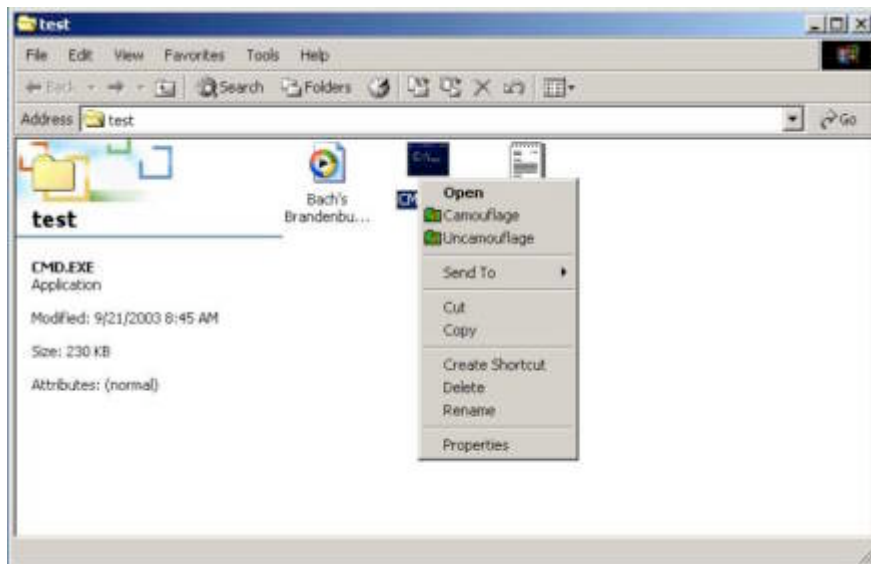 test
File Edit View Favorites Tools Help
Back Search Folders
Address test Go
test
CMD.EXE
Application
Modified: 9/21/2003 8:45 AM
Size: 230 KB
Attributes: (normal)
Bach's
Brandenbu...
Open
Camouflage
Uncamouflage
Send To
Cut
Copy
Create Shortcut
Delete
Rename
Properties